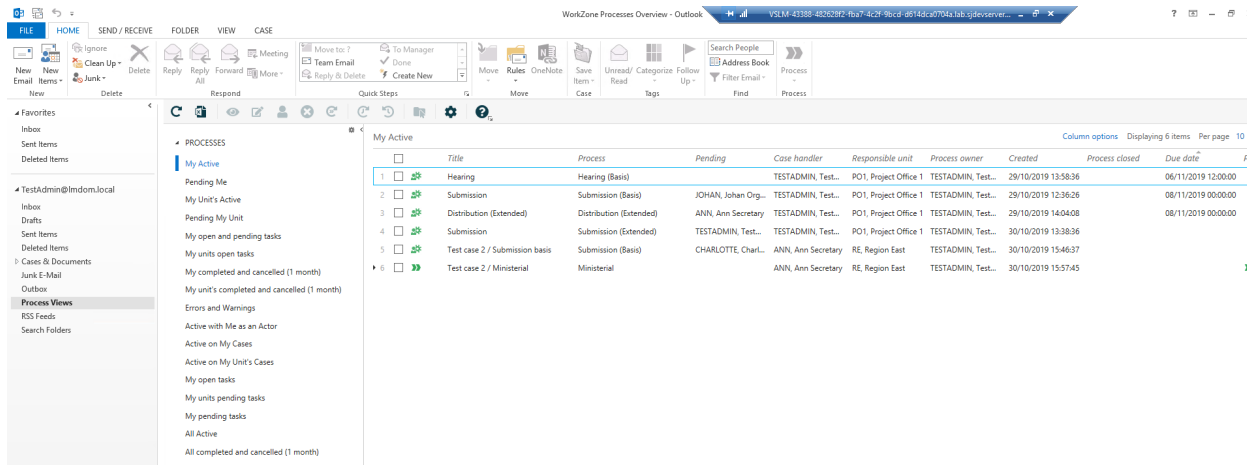 WorkZone Processes Overview - Outlook
VSLM-43388-482628f2-fba7-4c2f-9bcd-d614dca0704a.lab.sjdevserver...
FILE HOME SEND / RECEIVE FOLDER VIEW CASE
New Email
New Items
New
Ignore
Clean Up
Junk
Delete
Delete
Reply
Reply All
Forward
Meeting
More
Respond
Move to: ?
Team Email
Reply & Delete
To Manager
Done
Create New
Quick Steps
Move
Rules
OneNote
Move
Save Item
Case
Unread/ Read
Categorize
Follow Up
Tags
Search People
Address Book
Filter Email
Find
Process
Process
Favorites
Inbox
Sent Items
Deleted Items
TestAdmin@lmdom.local
Inbox
Drafts
Sent Items
Deleted Items
Cases & Documents
Junk E-Mail
Outbox
Process Views
RSS Feeds
Search Folders
PROCESSES
My Active
Pending Me
My Unit's Active
Pending My Unit
My open and pending tasks
My units open tasks
My completed and cancelled (1 month)
My unit's completed and cancelled (1 month)
Errors and Warnings
Active with Me as an Actor
Active on My Cases
Active on My Unit's Cases
My open tasks
My units pending tasks
My pending tasks
All Active
All completed and cancelled (1 month)
My Active
Column options Displaying 6 items Per page 10
Title Process Pending Case handler Responsible unit Process owner Created Process closed Due date
1 Hearing Hearing (Basis) TESTADMIN, Test... PO1, Project Office 1 TESTADMIN, Test... 29/10/2019 13:58:36 06/11/2019 12:00:00
2 Submission Submission (Basis) JOHAN, Johan Org... TESTADMIN, Test... PO1, Project Office 1 TESTADMIN, Test... 29/10/2019 12:36:26 08/11/2019 00:00:00
3 Distribution (Extended) Distribution (Extended) ANN, Ann Secretary TESTADMIN, Test... PO1, Project Office 1 TESTADMIN, Test... 29/10/2019 14:04:08 08/11/2019 00:00:00
4 Submission Submission (Extended) TESTADMIN, Test... TESTADMIN, Test... PO1, Project Office 1 TESTADMIN, Test... 30/10/2019 13:38:36
5 Test case 2 / Submission basis Submission (Basis) CHARLOTTE, Charl... ANN, Ann Secretary RE, Region East TESTADMIN, Test... 30/10/2019 15:46:37
6 Test case 2 / Ministerial Ministerial ANN, Ann Secretary RE, Region East TESTADMIN, Test... 30/10/2019 15:57:45